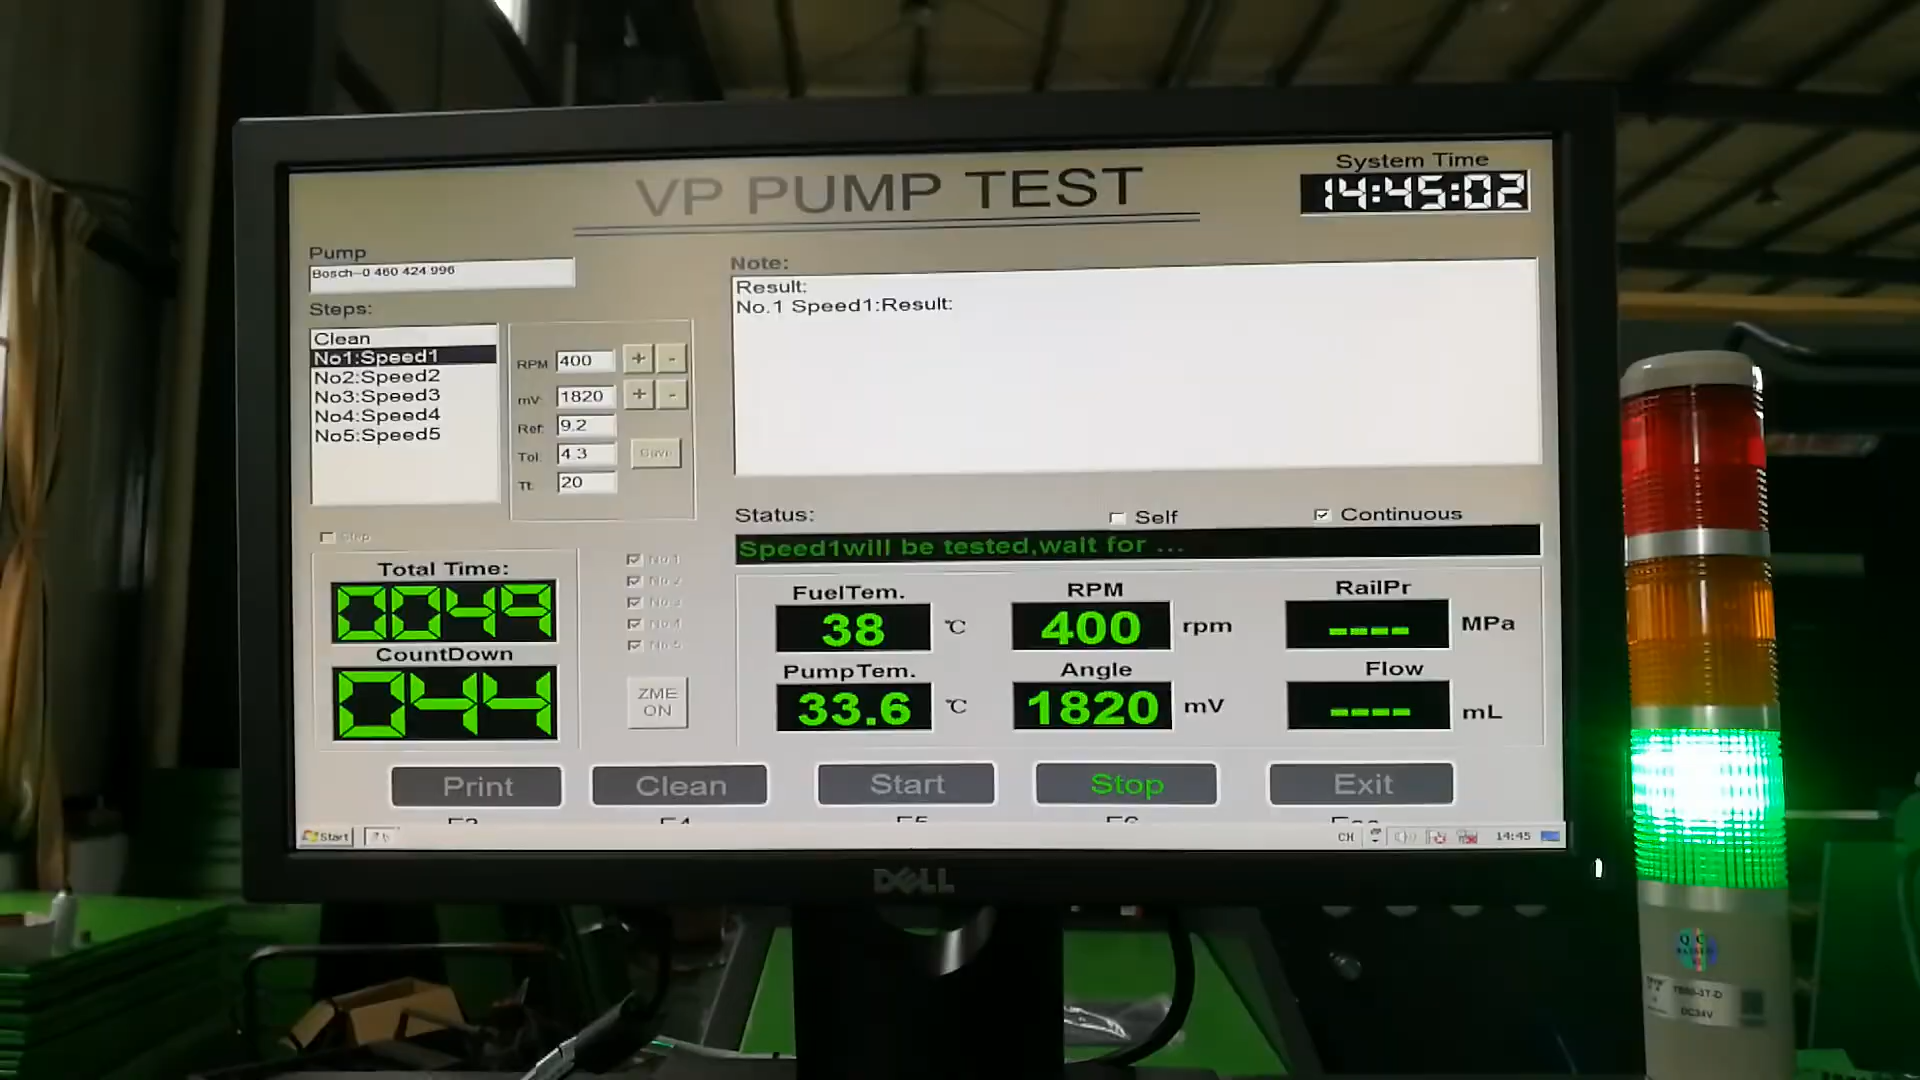 System Time
14:45:02
VP PUMP TEST
Pump
Bosch--0 460 424 996
Note:
Result:
No.1 Speed1:Result:
Steps:
Clean
No1:Speed1
No2:Speed2
No3:Speed3
No4:Speed4
No5:Speed5
RPM 400 + -
mV: 1820 + -
Ref: 9.2
Tol: 4.3
Save
Tt: 20
Status:
Self
Continuous
Speed1will be tested,wait for ...
Step
Total Time:
0049
CountDown
044
No.1
No.2
No.3
No.4
No.5
ZME
ON
FuelTem.
38 °C
RPM
400 rpm
RailPr
---- MPa
PumpTem.
33.6 °C
Angle
1820 mV
Flow
---- mL
Print
Clean
Start
Stop
Exit
Start
CH
14:45
DELL
QC
DC24V